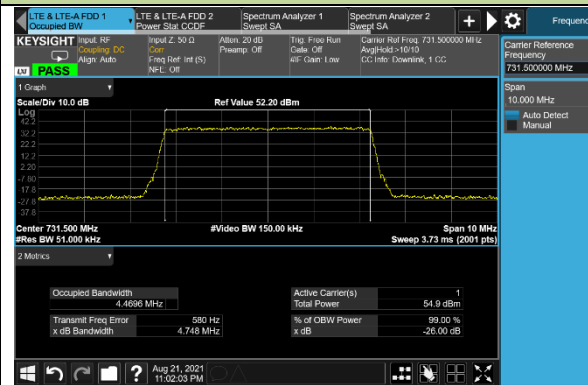 LTE & LTE-A FDD 1
Occupied BW
LTE & LTE-A FDD 2
Power Stat CCDF
Spectrum Analyzer 1
Swept SA
Spectrum Analyzer 2
Swept SA
+
Frequency
KEYSIGHT
Input: RF
Coupling: DC
Align: Auto
Input Z: 50 Ω
Corr
Freq Ref: Int (S)
NFE: Off
Atten: 20 dB
Preamp: Off
Trig: Free Run
Gate: Off
#IF Gain: Low
Carrier Ref Freq: 731.500000 MHz
Avg|Hold:>10/10
CC Info: Downlink, 1 CC
LXI
PASS
Carrier Reference
Frequency
731.500000 MHz
Span
10.000 MHz
Auto Detect
Manual
1 Graph
Scale/Div 10.0 dB
Ref Value 52.20 dBm
Log
42.2
32.2
22.2
12.2
2.20
-7.80
-17.8
-27.8
-37.8
Center 731.500 MHz
#Video BW 150.00 kHz
Span 10 MHz
#Res BW 51.000 kHz
Sweep 3.73 ms (2001 pts)
2 Metrics
Occupied Bandwidth
4.4696 MHz
Active Carrier(s)
1
Total Power
54.9 dBm
Transmit Freq Error
580 Hz
% of OBW Power
99.00 %
x dB Bandwidth
4.748 MHz
x dB
-26.00 dB
?
Aug 21, 2021
11:02:03 PM